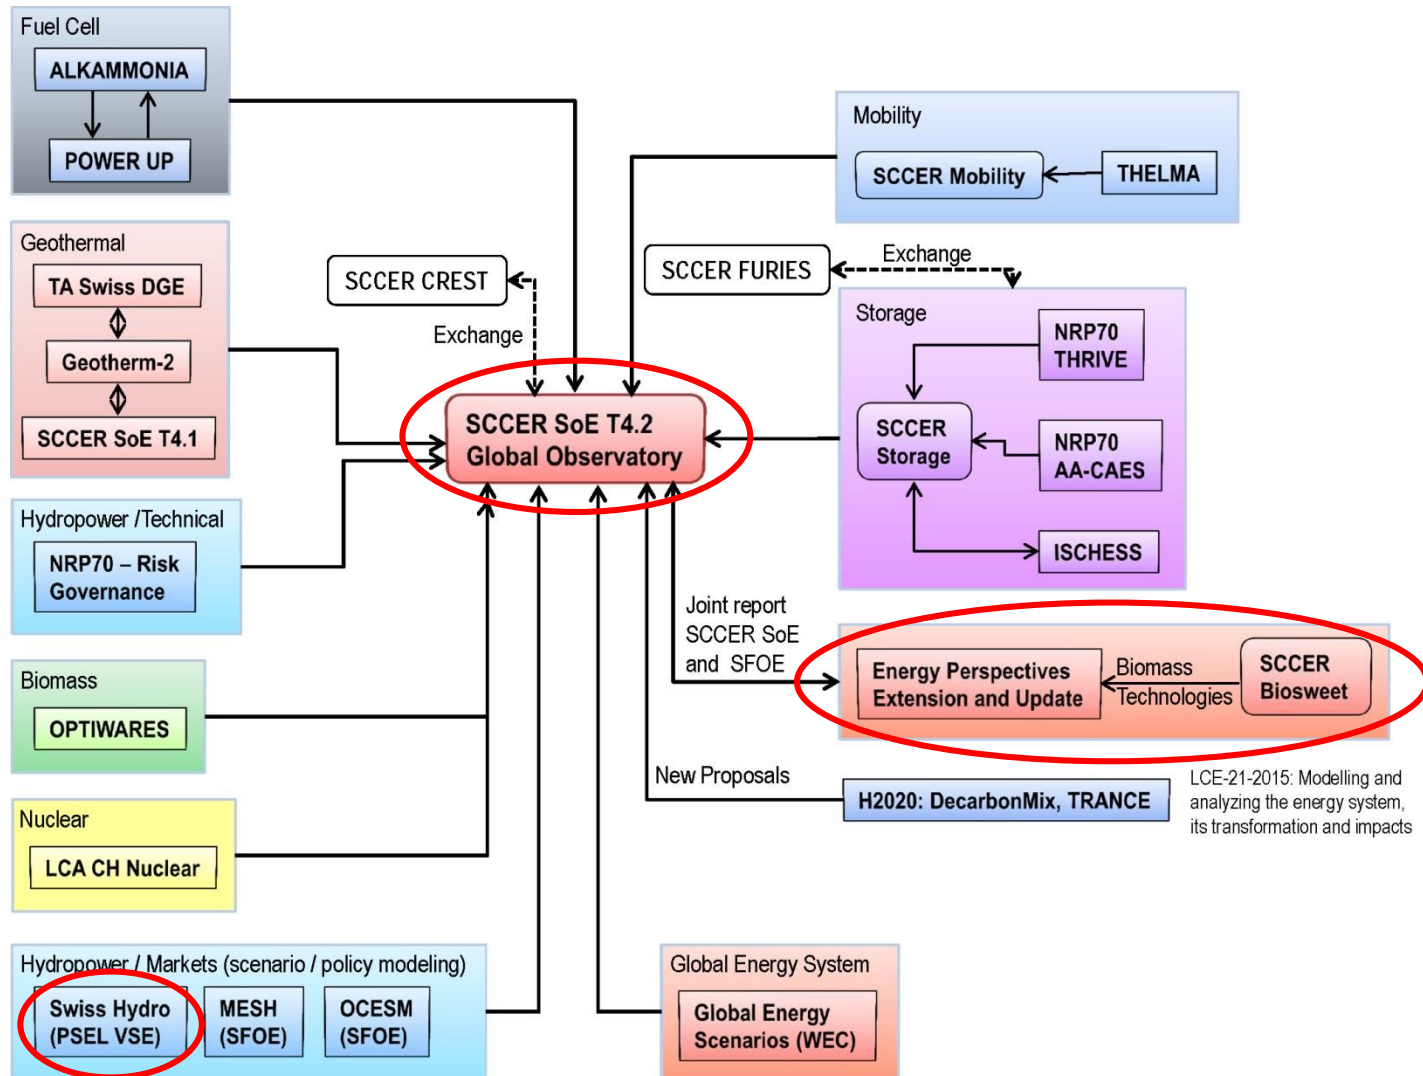 Fuel Cell
ALKAMMONIA
POWER UP
Mobility
SCCER Mobility
THELMA
Geothermal
TA Swiss DGE
Geotherm-2
SCCER SoE T4.1
SCCER CREST
Exchange
SCCER FURIES
Exchange
Storage
NRP70
THRIVE
SCCER
Storage
NRP70
AA-CAES
ISCHESS
SCCER SoE T4.2
Global Observatory
Hydropower /Technical
NRP70 – Risk
Governance
Joint report
SCCER SoE
and SFOE
Energy Perspectives
Extension and Update
Biomass
Technologies
SCCER
Biosweet
Biomass
OPTIWARES
New Proposals
H2020: DecarbonMix, TRANCE
LCE-21-2015: Modelling and
analyzing the energy system,
its transformation and impacts
Nuclear
LCA CH Nuclear
Hydropower / Markets (scenario / policy modeling)
Swiss Hydro
(PSEL VSE)
MESH
(SFOE)
OCESM
(SFOE)
Global Energy System
Global Energy
Scenarios (WEC)